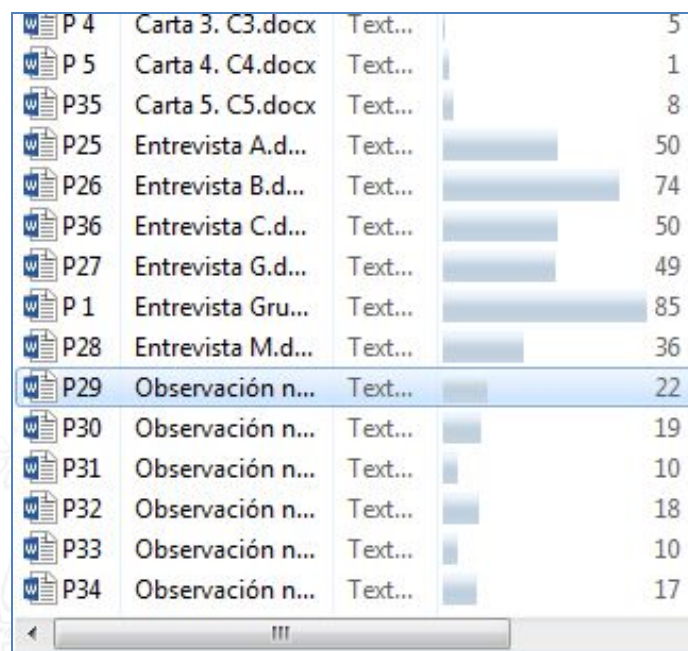 P 4 Carta 3. C3.docx Text... 5
P 5 Carta 4. C4.docx Text... 1
P35 Carta 5. C5.docx Text... 8
P25 Entrevista A.d... Text... 50
P26 Entrevista B.d... Text... 74
P36 Entrevista C.d... Text... 50
P27 Entrevista G.d... Text... 49
P 1 Entrevista Gru... Text... 85
P28 Entrevista M.d... Text... 36
P29 Observación n... Text... 22
P30 Observación n... Text... 19
P31 Observación n... Text... 10
P32 Observación n... Text... 18
P33 Observación n... Text... 10
P34 Observación n... Text... 17